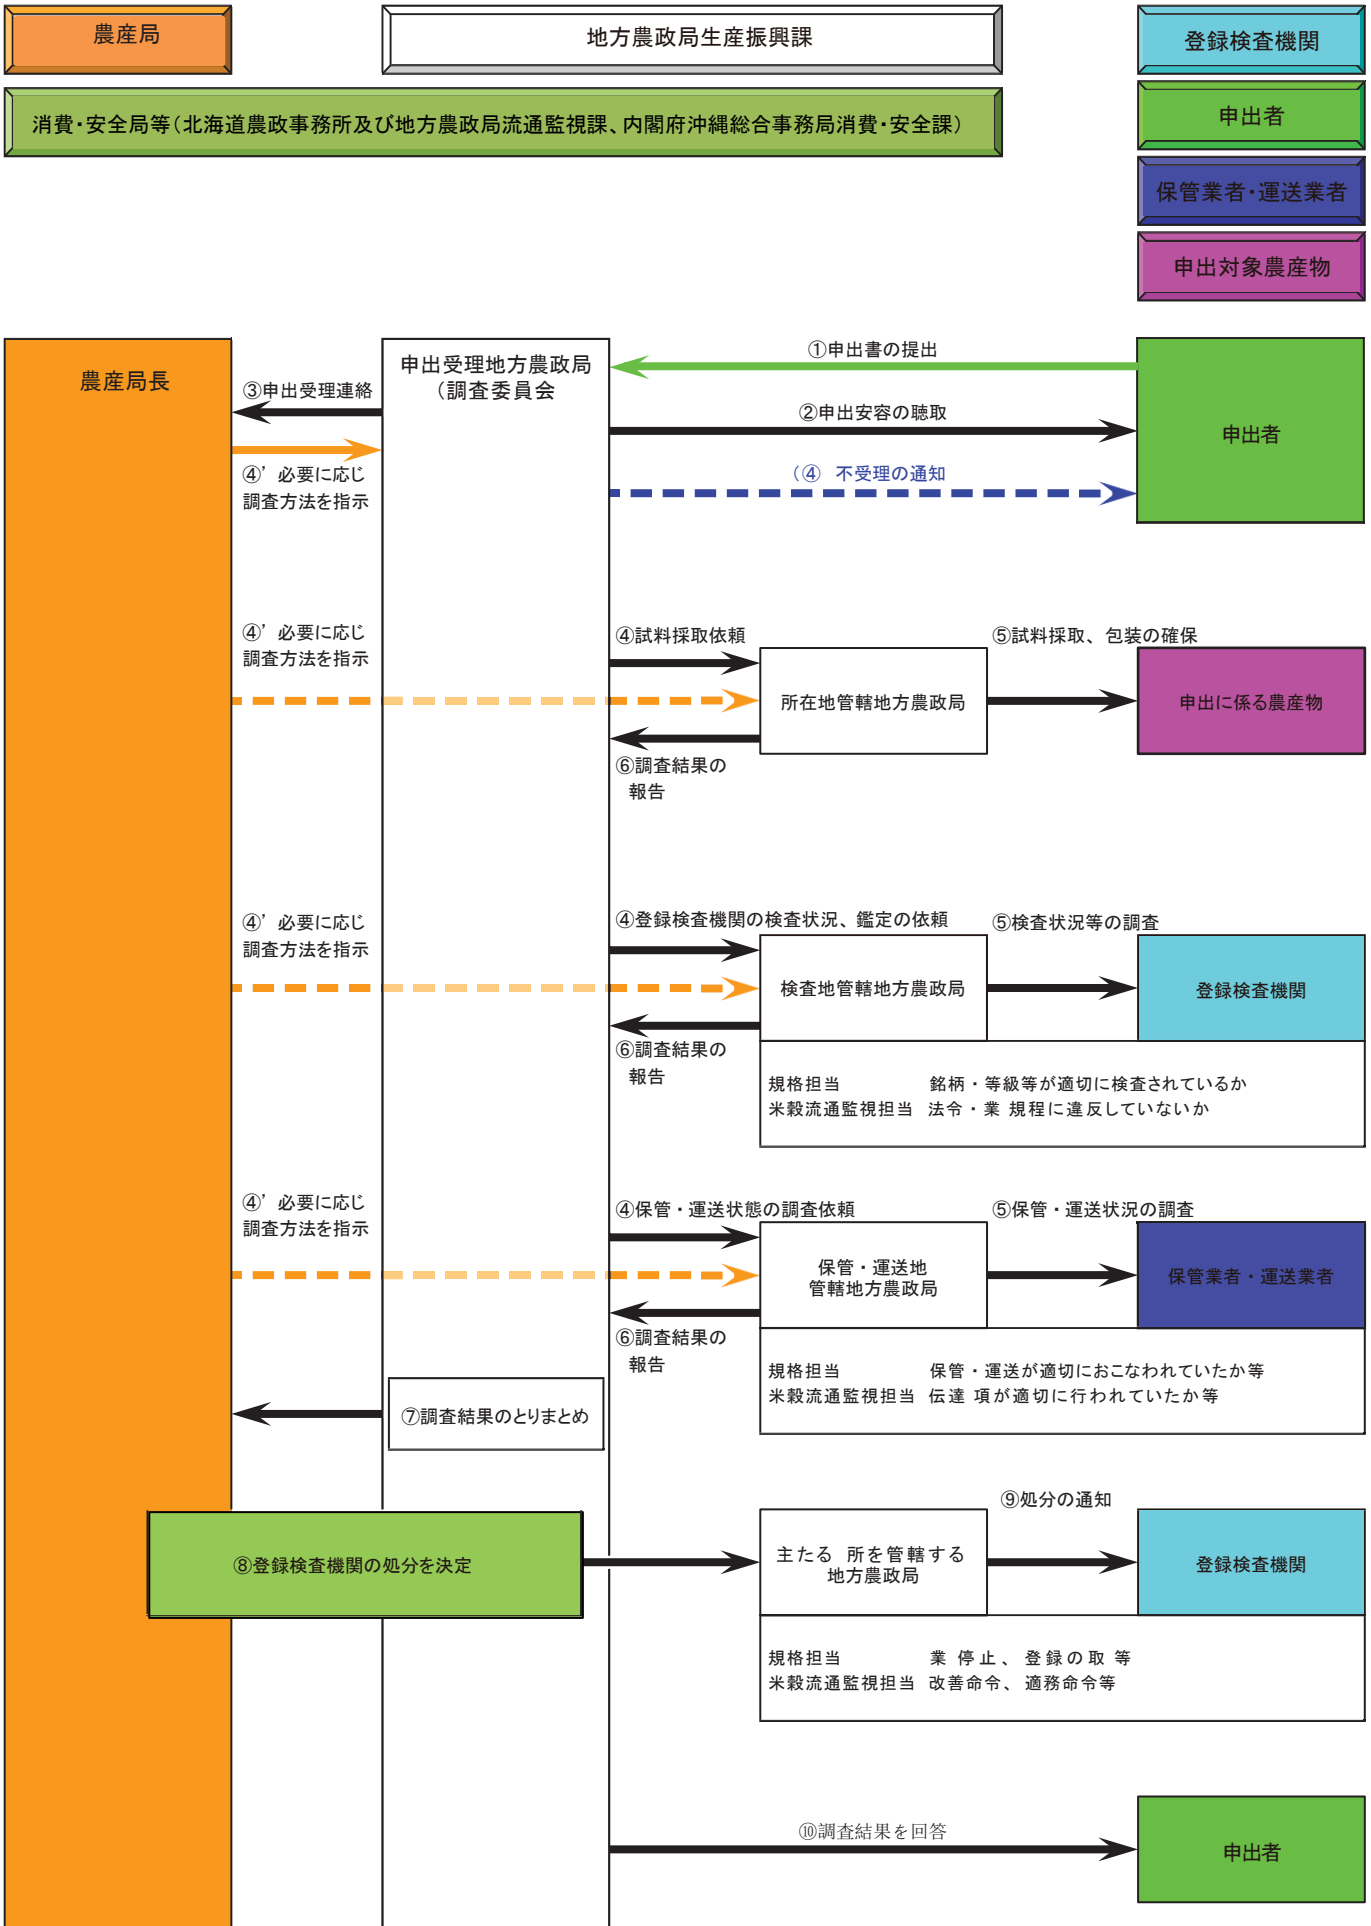 農産局
地方農政局生産振興課
登録検査機関
消費・安全局等(北海道農政事務所及び地方農政局流通監視課、内閣府沖縄総合事務局消費・安全課)
申出者
保管業者・運送業者
申出対象農産物
農産局長
申出受理地方農政局
(調査委員会
①申出書の提出
③申出受理連絡
②申出安容の聴取
申出者
④’必要に応じ
調査方法を指示
(④ 不受理の通知
④’必要に応じ
調査方法を指示
④試料採取依頼
⑤試料採取、包装の確保
所在地管轄地方農政局
申出に係る農産物
⑥調査結果の
報告
④’必要に応じ
調査方法を指示
④登録検査機関の検査状況、鑑定の依頼
⑤検査状況等の調査
検査地管轄地方農政局
登録検査機関
⑥調査結果の
報告
規格担当 銘柄・等級等が適切に検査されているか
米穀流通監視担当 法令・業 規程に違反していないか
④’必要に応じ
調査方法を指示
④保管・運送状態の調査依頼
⑤保管・運送状況の調査
保管・運送地
管轄地方農政局
保管業者・運送業者
⑥調査結果の
報告
規格担当 保管・運送が適切におこなわれていたか等
米穀流通監視担当 伝達 項が適切に行われていたか等
⑦調査結果のとりまとめ
⑨処分の通知
⑧登録検査機関の処分を決定
主たる 所を管轄する
地方農政局
登録検査機関
規格担当 業 停止、登録の取 等
米穀流通監視担当 改善命令、適務命令等
⑩調査結果を回答
申出者